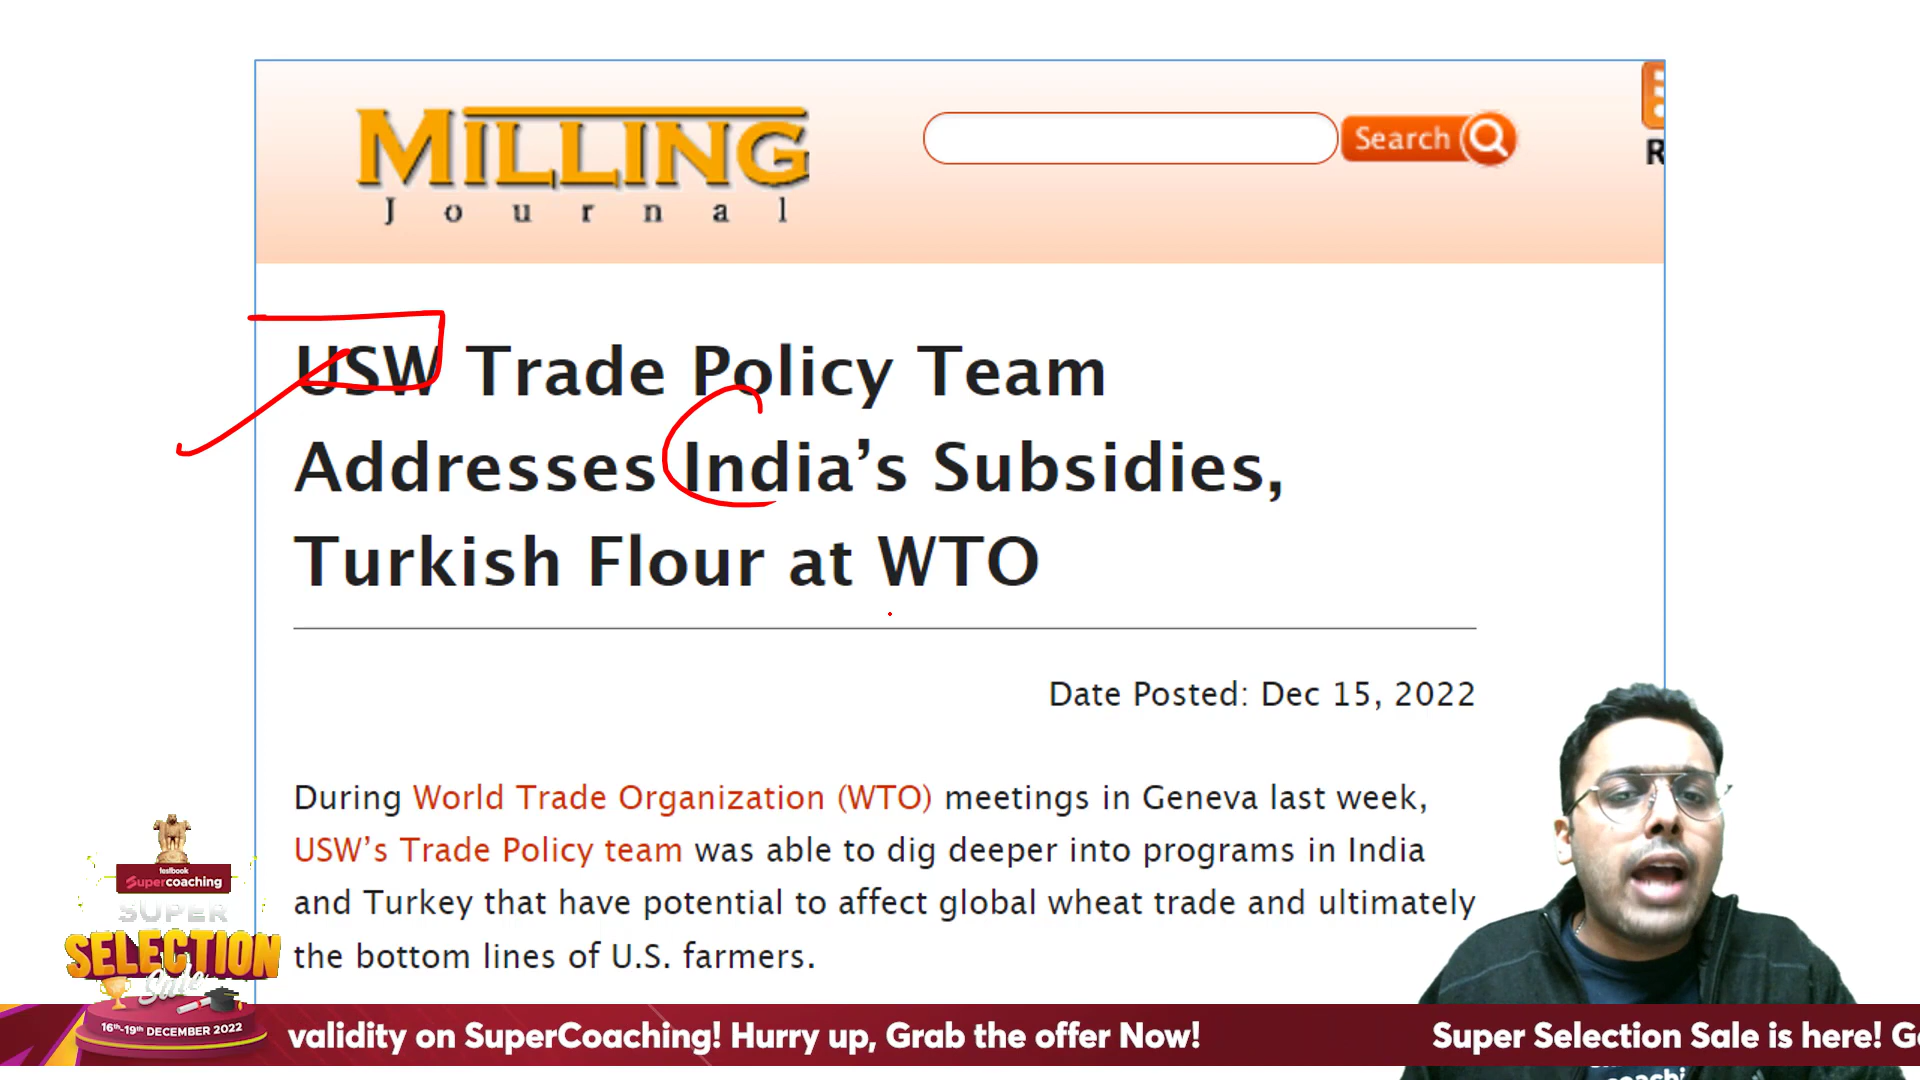 MILLING
Journal
Search
R
USW Trade Policy Team
Addresses India’s Subsidies,
Turkish Flour at WTO
Date Posted: Dec 15, 2022
During World Trade Organization (WTO) meetings in Geneva last week,
USW’s Trade Policy team was able to dig deeper into programs in India
and Turkey that have potential to affect global wheat trade and ultimately
the bottom lines of U.S. farmers.
testbook
Supercoaching
SUPER
SELECTION
Sale
16th-19th DECEMBER 2022
validity on SuperCoaching! Hurry up, Grab the offer Now!
Super Selection Sale is here! G